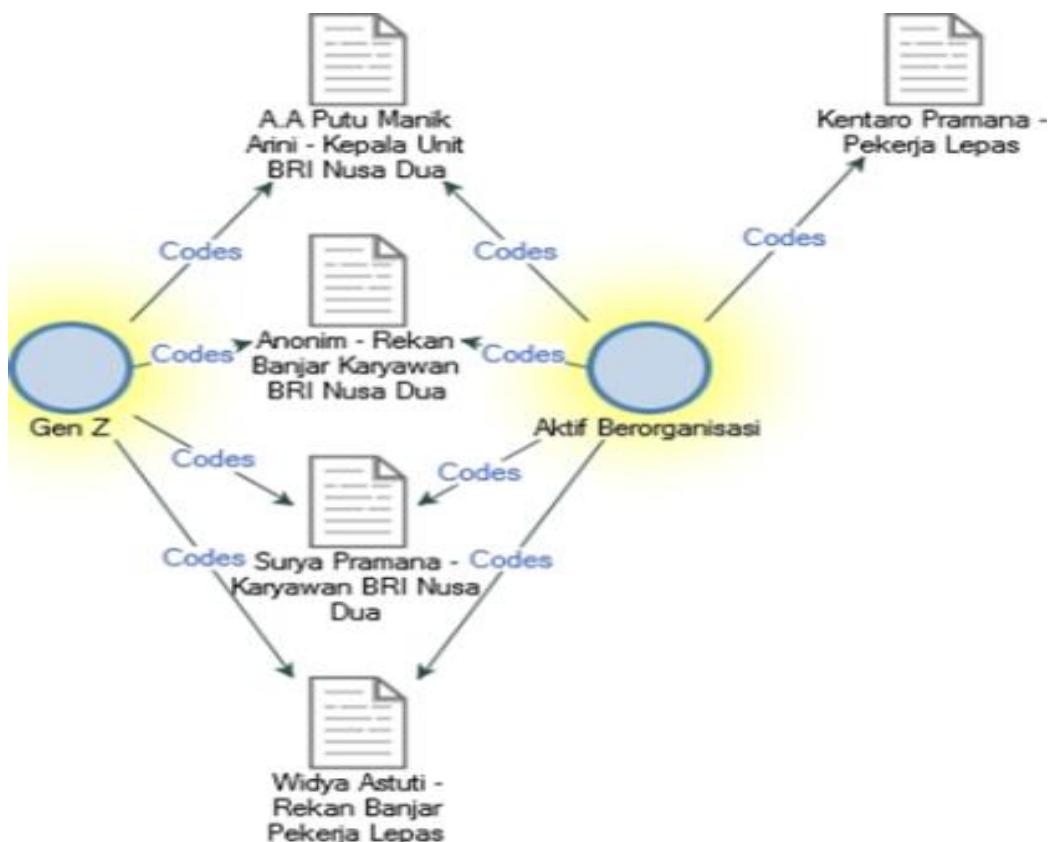 A.A Putu Manik
Arini - Kepala Unit
BRI Nusa Dua
Kentaro Pramana -
Pekerja Lepas
Codes
Codes
Codes
Codes
Anonim - Rekan
Banjar Karyawan
BRI Nusa Dua
Codes
Gen Z
Aktif Berorganisasi
Codes
Codes
Codes
Surya Pramana -
Karyawan BRI Nusa
Dua
Codes
Widya Astuti -
Rekan Banjar
Pekerja Lepas